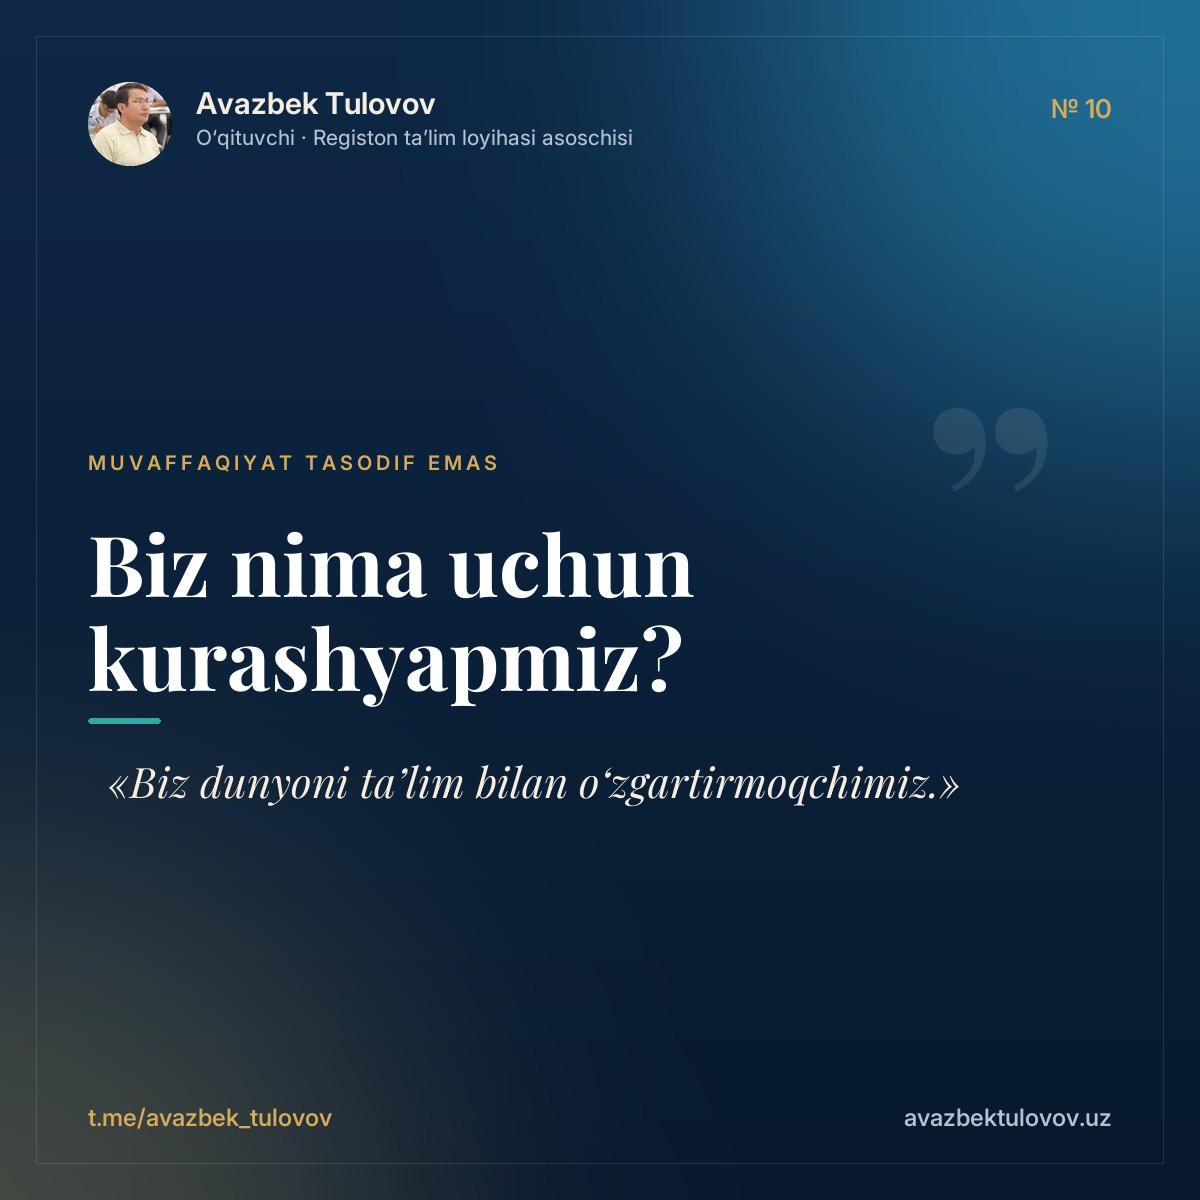 Avazbek Tulovov
O‘qituvchi · Registon ta’lim loyihasi asoschisi
№ 10
MUVAFFAQIYAT TASODIF EMAS
”
Biz nima uchun
kurashyapmiz?
«Biz dunyoni ta’lim bilan o‘zgartirmoqchimiz.»
t.me/avazbek_tulovov
avazbektulovov.uz